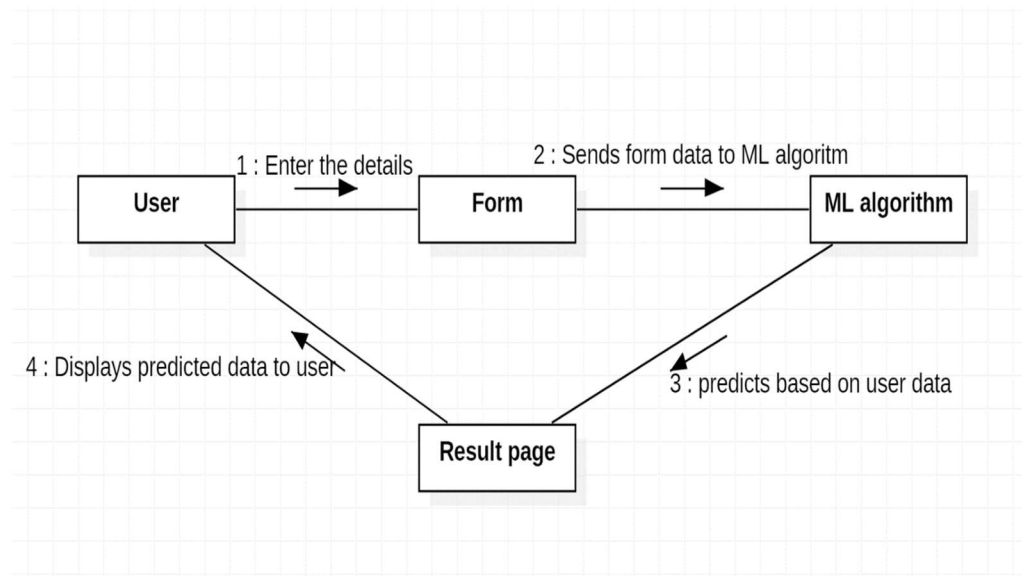 1 : Enter the details
2 : Sends form data to ML algoritm
User
Form
ML algorithm
4 : Displays predicted data to user
3 : predicts based on user data
Result page